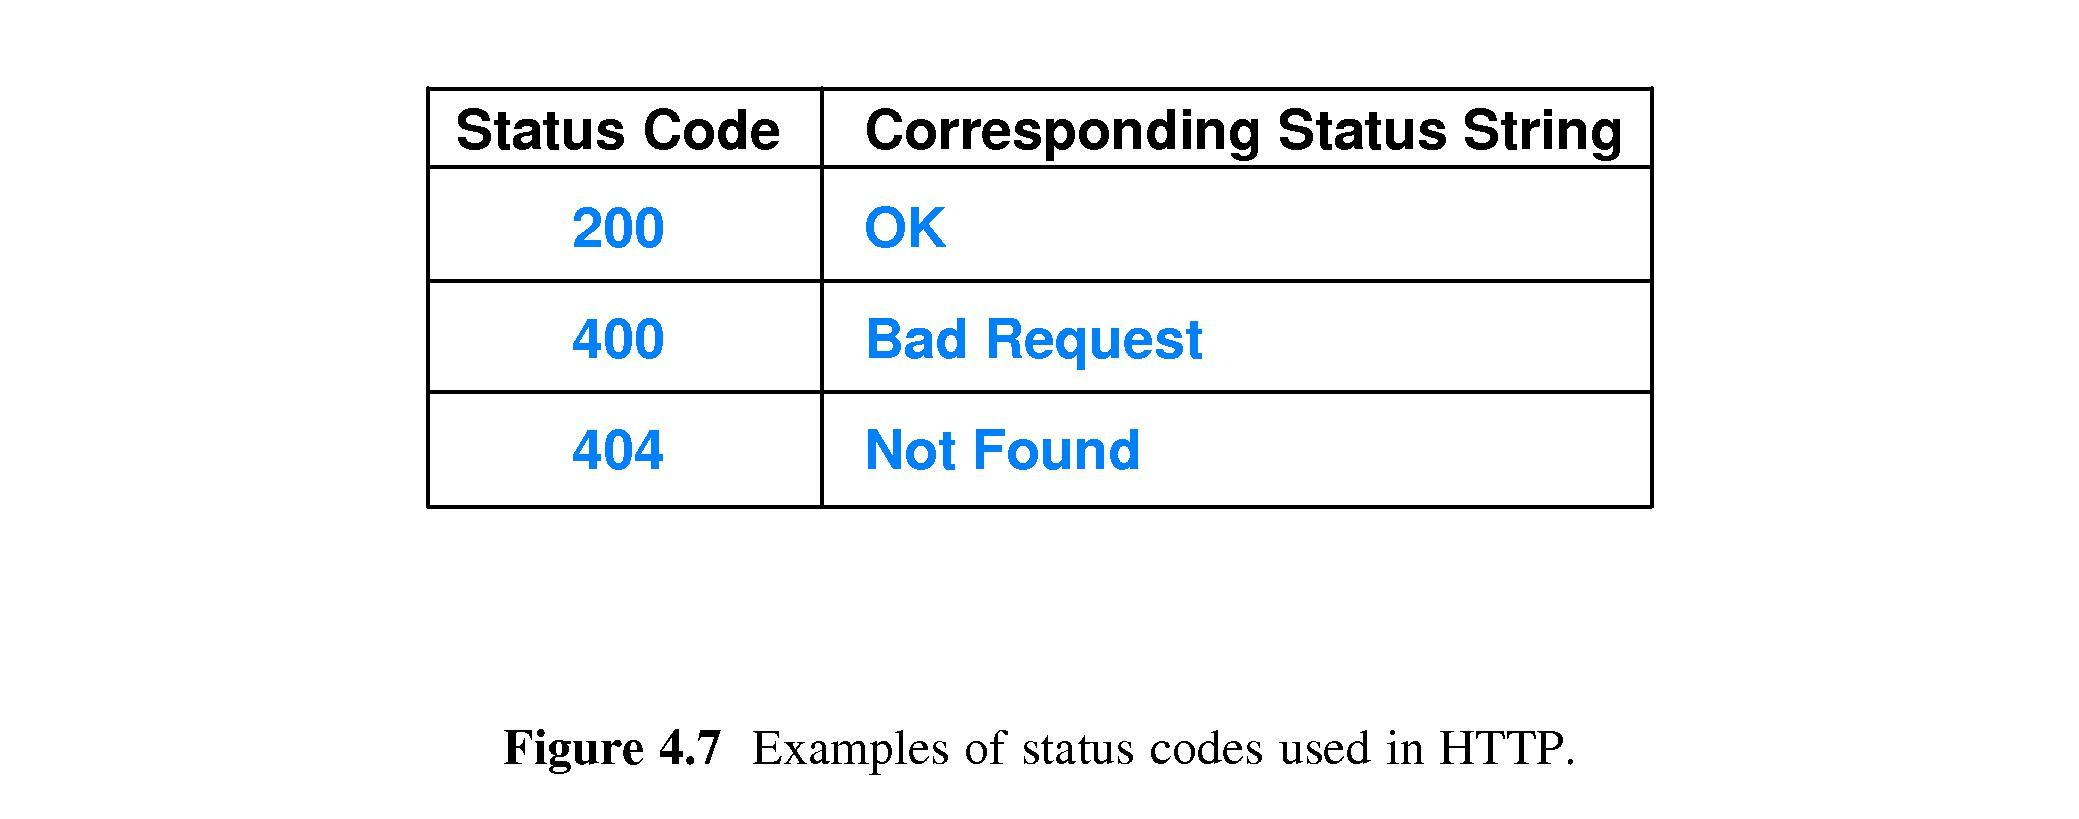 Status Code Corresponding Status String
200 OK
400 Bad Request
404 Not Found
Figure 4.7 Examples of status codes used in HTTP.